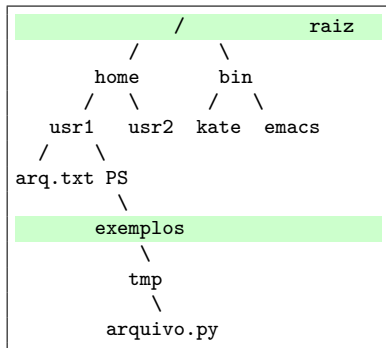 / raiz
/ \
home bin
/ \ / \
usr1 usr2 kate emacs
/ \
arq.txt PS
\
exemplos
\
tmp
\
arquivo.py